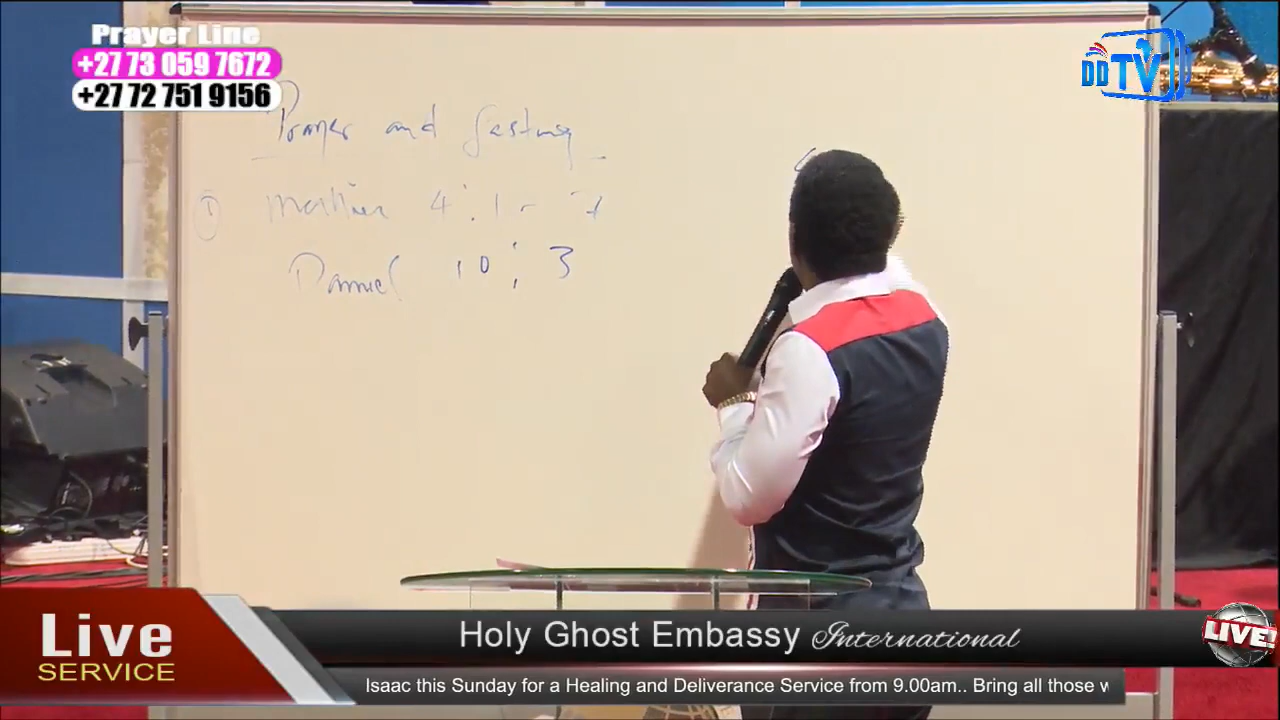 Prayer Line
+27 73 059 7672
+27 72 751 9156
DDTV
Prayer and fasting
① Matthew 4:1-
Daniel 10:3
Live
SERVICE
Holy Ghost Embassy International
LIVE!
Isaac this Sunday for a Healing and Deliverance Service from 9.00am.. Bring all those w